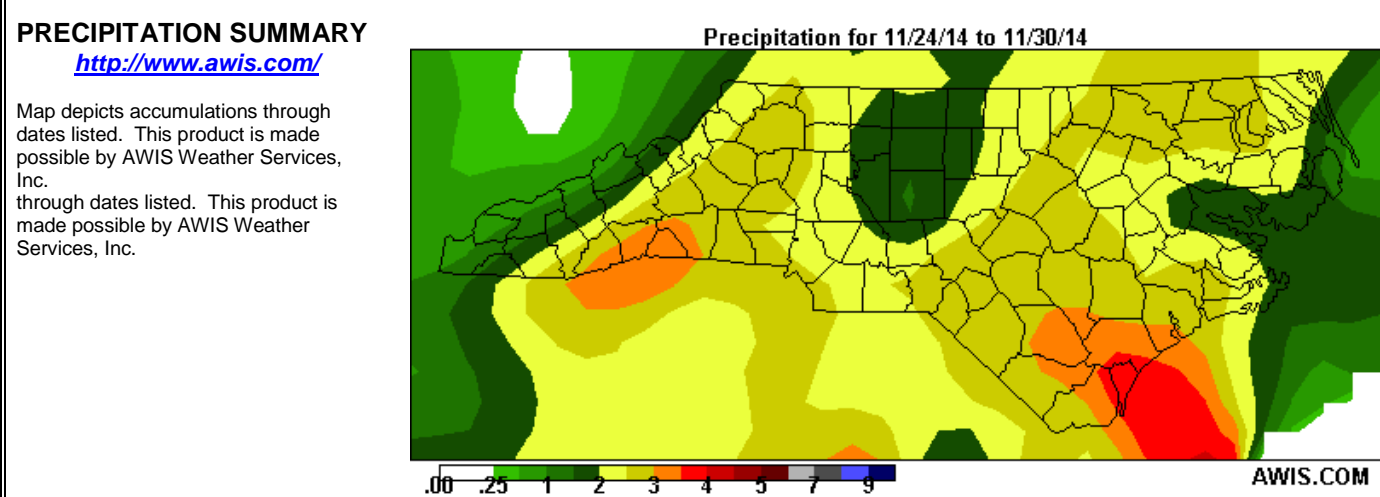 PRECIPITATION SUMMARY
http://www.awis.com/
Map depicts accumulations through
dates listed. This product is made
possible by AWIS Weather Services,
Inc.
through dates listed. This product is
made possible by AWIS Weather
Services, Inc.
Precipitation for 11/24/14 to 11/30/14
.00 .25 1 2 3 4 5 7 9
AWIS.COM